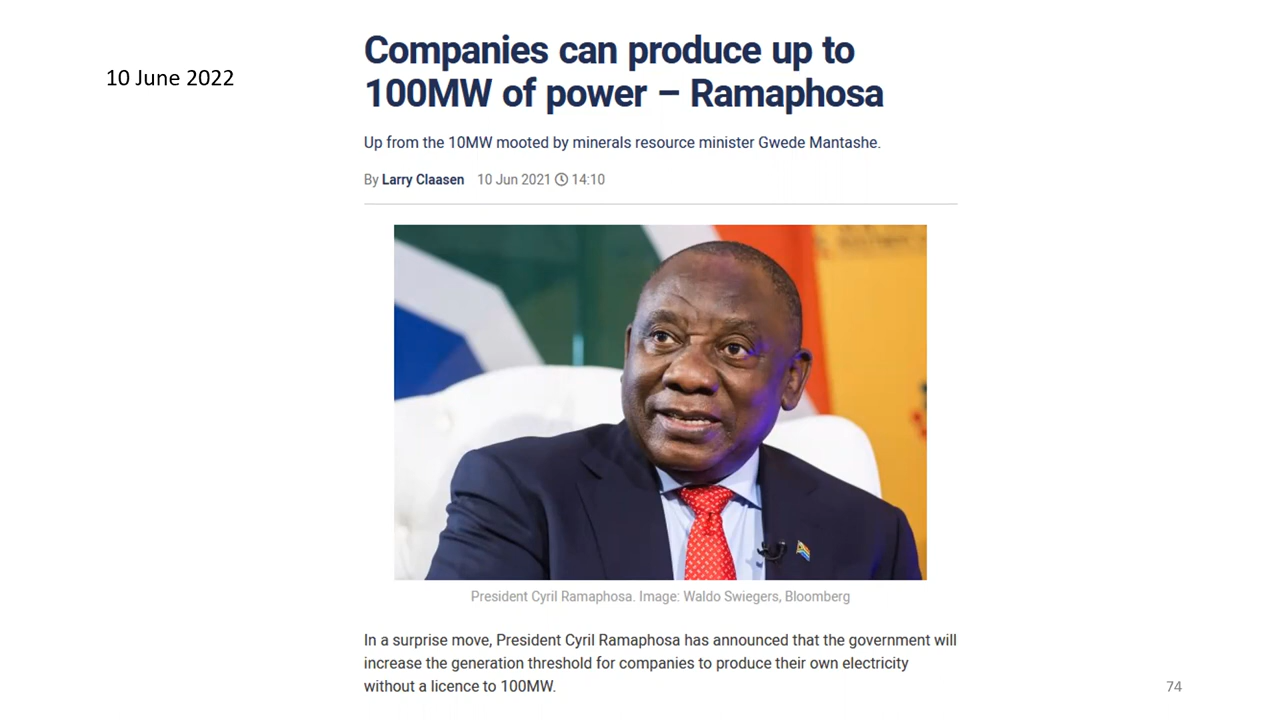 10 June 2022
Companies can produce up to
100MW of power – Ramaphosa
Up from the 10MW mooted by minerals resource minister Gwede Mantashe.
By Larry Claasen 10 Jun 2021 14:10
President Cyril Ramaphosa. Image: Waldo Swiegers, Bloomberg
In a surprise move, President Cyril Ramaphosa has announced that the government will
increase the generation threshold for companies to produce their own electricity
without a licence to 100MW.
74